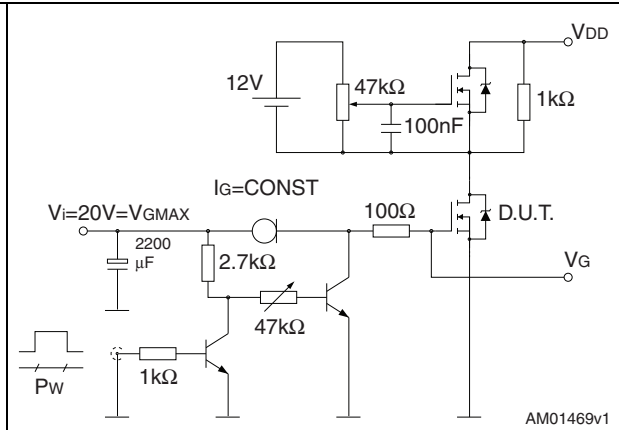 VDD
12V
47kΩ
1kΩ
100nF
IG=CONST
Vi=20V=VGMAX
100Ω
D.U.T.
2200
μF
2.7kΩ
VG
47kΩ
1kΩ
PW
AM01469v1